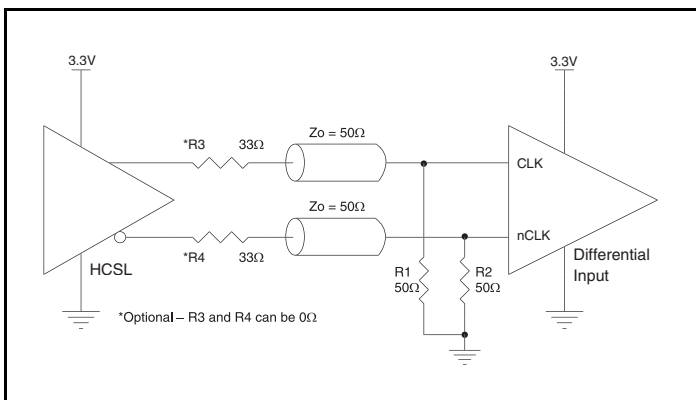 3.3V
3.3V
*R3 33Ω
Zo = 50Ω
CLK
Zo = 50Ω
nCLK
*R4 33Ω
HCSL
Differential
Input
R1
50Ω
R2
50Ω
*Optional – R3 and R4 can be 0Ω